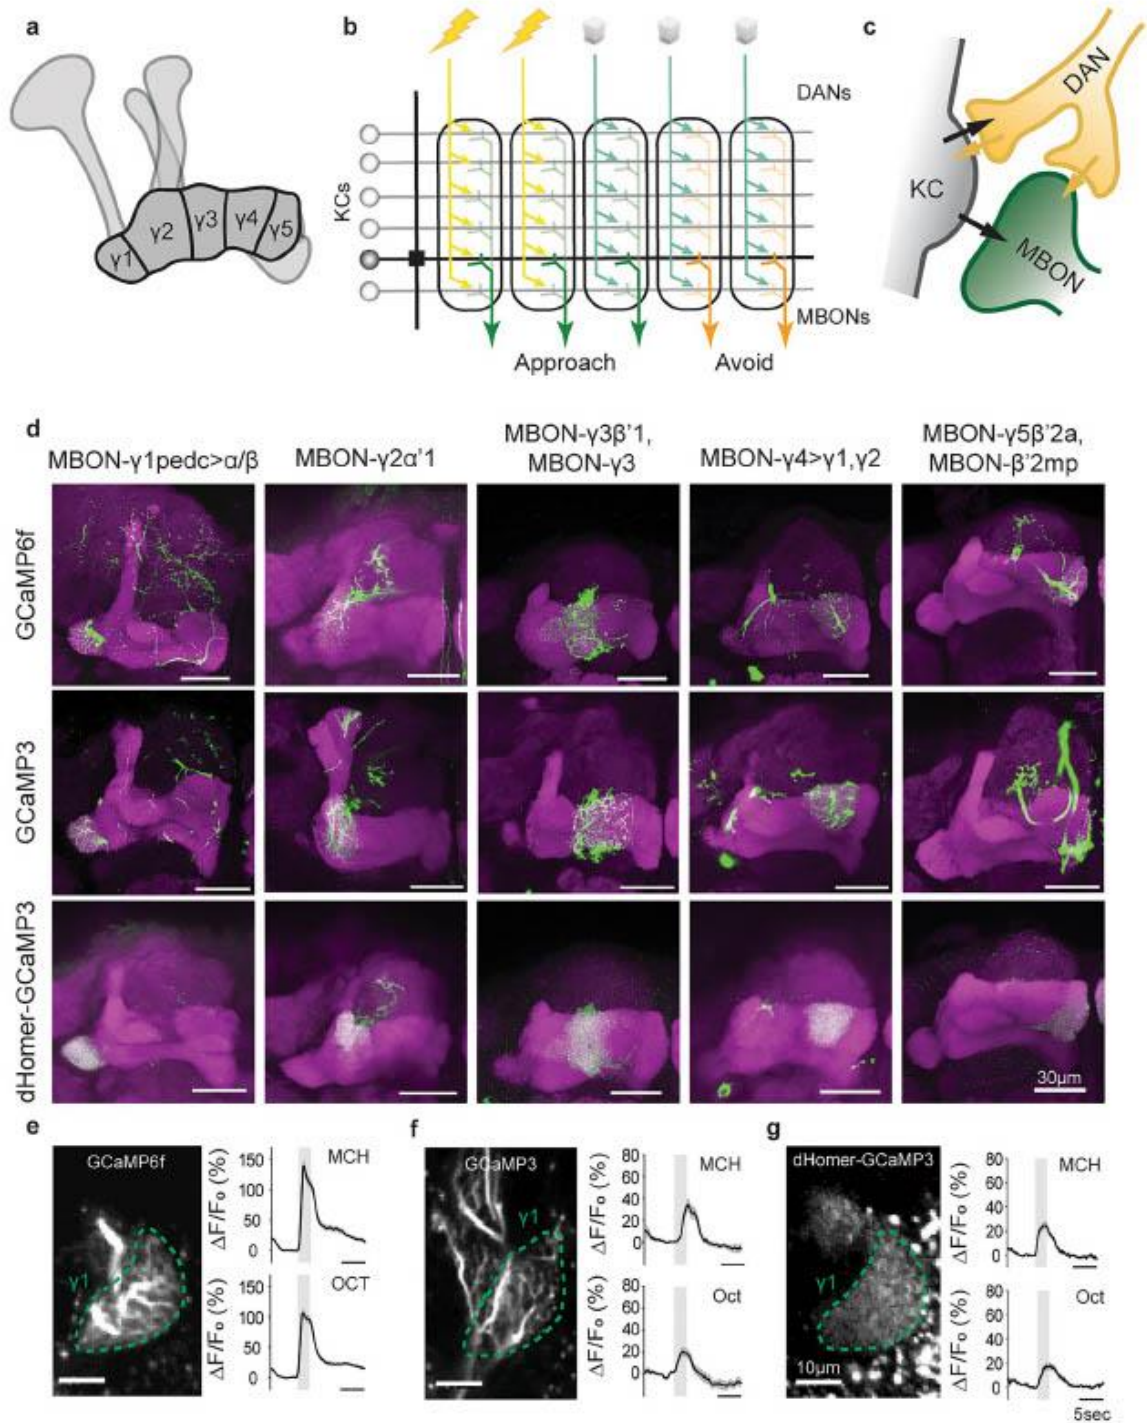 a
γ1
γ2
γ3
γ4
γ5
b
DANs
KCs
MBONs
Approach
Avoid
c
DAN
KC
MBON
d
MBON-γ1pedc>α/β
MBON-γ2α'1
MBON-γ3β'1,
MBON-γ3
MBON-γ4>γ1,γ2
MBON-γ5β'2a,
MBON-β'2mp
GCaMP6f
GCaMP3
dHomer-GCaMP3
30μm
e
GCaMP6f
γ1
ΔF/F₀ (%)
150
100
50
0
MCH
ΔF/F₀ (%)
150
100
50
0
OCT
f
GCaMP3
γ1
ΔF/F₀ (%)
80
60
40
20
0
MCH
ΔF/F₀ (%)
80
60
40
20
0
Oct
g
dHomer-GCaMP3
γ1
10μm
ΔF/F₀ (%)
80
60
40
20
0
MCH
ΔF/F₀ (%)
80
60
40
20
0
Oct
5sec